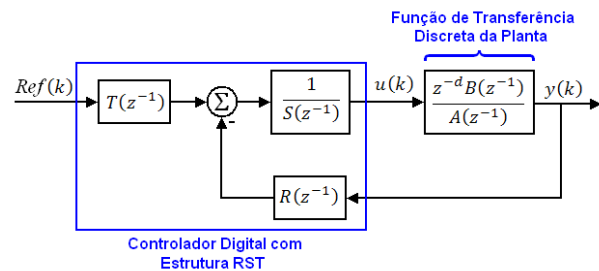 Função de Transferência
Discreta da Planta
Ref(k)
T(z⁻¹)
Σ
-
1
S(z⁻¹)
u(k)
z⁻ᵈB(z⁻¹)
A(z⁻¹)
y(k)
R(z⁻¹)
Controlador Digital com
Estrutura RST